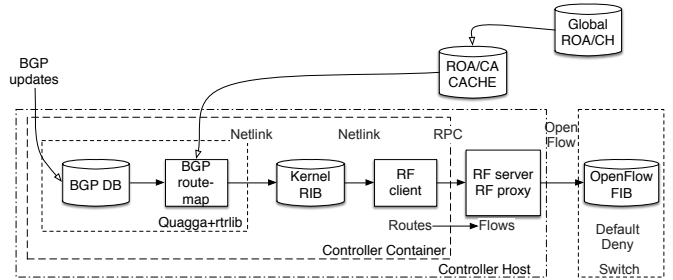 Global
ROA/CH
BGP
updates
ROA/CA
CACHE
Netlink
Netlink
RPC
Open
Flow
BGP DB
BGP
route-
map
Kernel
RIB
RF
client
RF server
RF proxy
OpenFlow
FIB
Quagga+rtrlib
Routes
Flows
Default
Deny
Controller Container
Controller Host
Switch